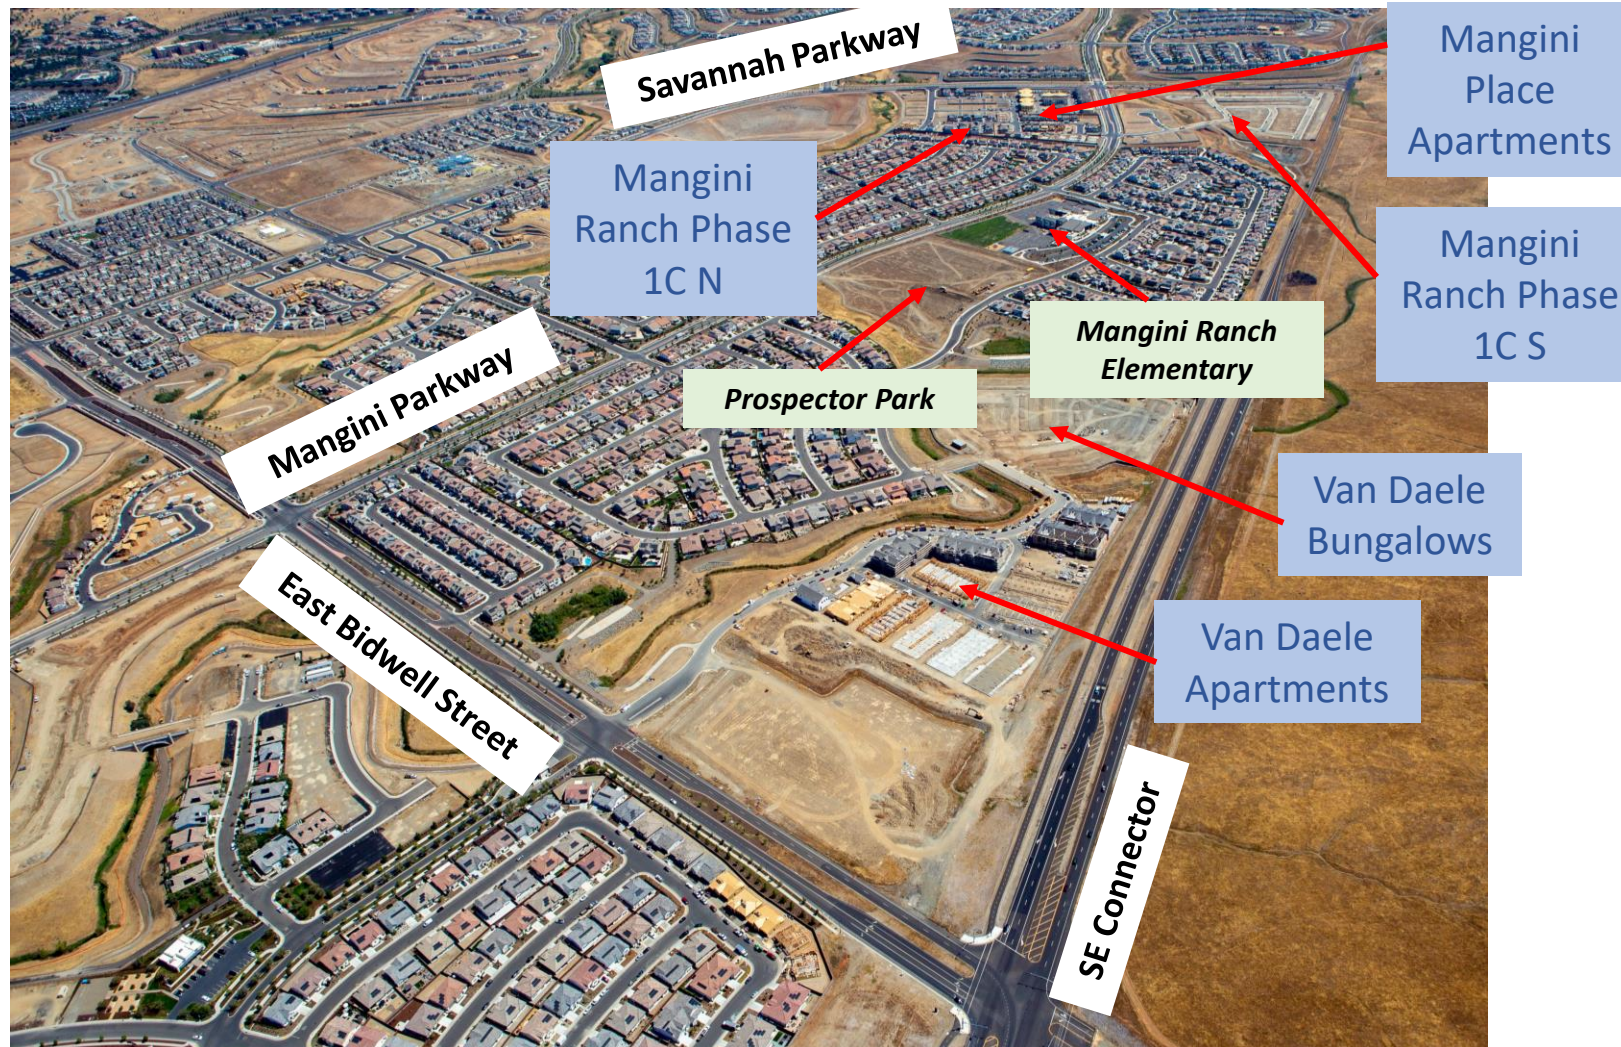 Savannah Parkway
Mangini
Place
Apartments
Mangini
Ranch Phase
1C N
Mangini
Ranch Phase
1C S
Mangini Ranch
Elementary
Mangini Parkway
Prospector Park
Van Daele
Bungalows
East Bidwell Street
Van Daele
Apartments
SE Connector